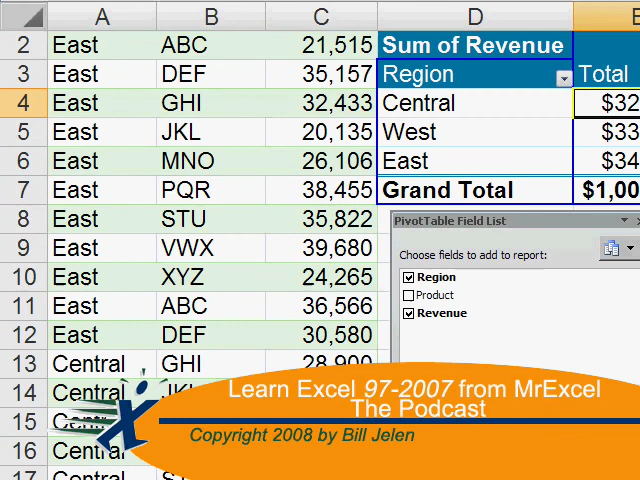 A B C D E
2 East ABC 21,515 Sum of Revenue
3 East DEF 35,157 Region Total
4 East GHI 32,433 Central $32
5 East JKL 20,135 West $33
6 East MNO 26,106 East $34
7 East PQR 38,455 Grand Total $1,00
8 East STU 35,822
PivotTable Field List
9 East VWX 39,680
Choose fields to add to report:
10 East XYZ 24,265
Region
Product
11 East ABC 36,566
Revenue
12 East DEF 30,580
13 Central GHI 28,900
Learn Excel 97-2007 from MrExcel
14 Central
The Podcast
15 Central
Copyright 2008 by Bill Jelen
16 Central
17 Central